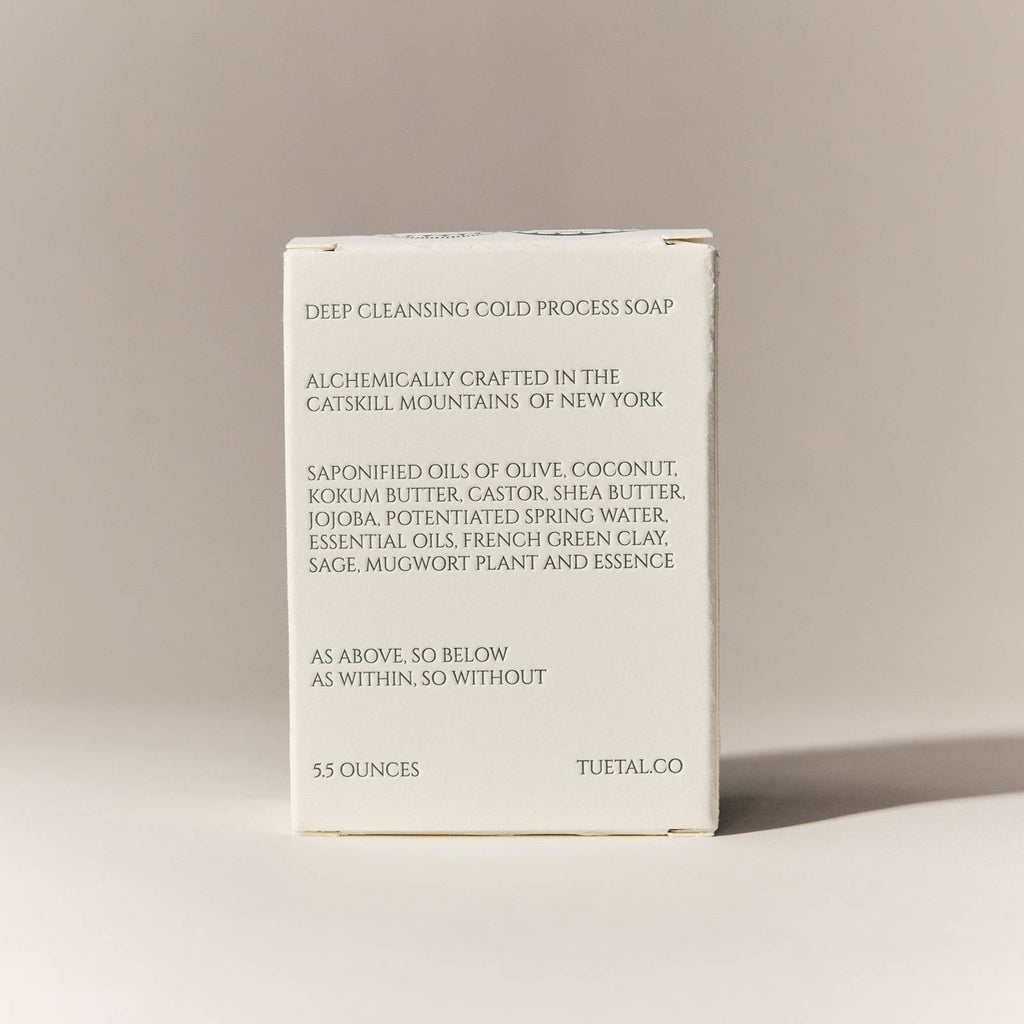 DEEP CLEANSING COLD PROCESS SOAP
ALCHEMICALLY CRAFTED IN THE
CATSKILL MOUNTAINS OF NEW YORK
SAPONIFIED OILS OF OLIVE, COCONUT,
KOKUM BUTTER, CASTOR, SHEA BUTTER,
JOJOBA, POTENTIATED SPRING WATER,
ESSENTIAL OILS, FRENCH GREEN CLAY,
SAGE, MUGWORT PLANT AND ESSENCE
AS ABOVE, SO BELOW
AS WITHIN, SO WITHOUT
5.5 OUNCES
TUETAL.CO